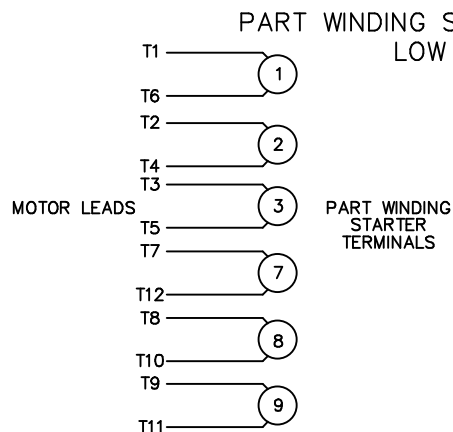 PART WINDING
LOW
T1
1
T6
T2
2
T4
T3
MOTOR LEADS
3
PART WINDING
STARTER
TERMINALS
T5
T7
7
T12
T8
8
T10
T9
9
T11